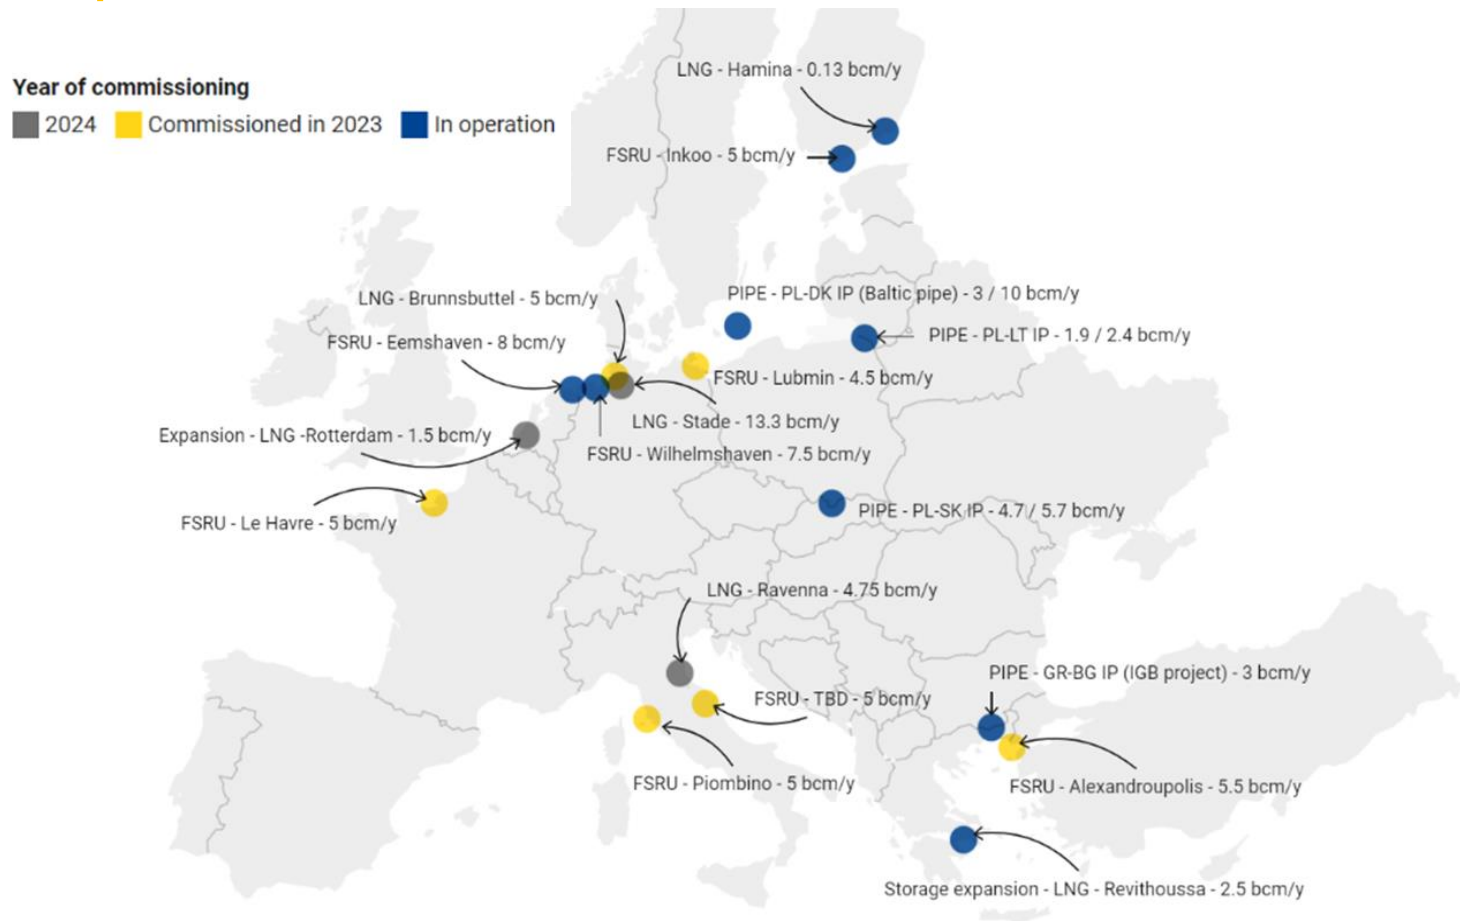 Year of commissioning
2024 Commissioned in 2023 In operation
LNG - Hamina - 0.13 bcm/y
FSRU - Inkoo - 5 bcm/y
LNG - Brunnsbuttel - 5 bcm/y
PIPE - PL-DK IP (Baltic pipe) - 3 / 10 bcm/y
FSRU - Eemshaven - 8 bcm/y
PIPE - PL-LT IP - 1.9 / 2.4 bcm/y
FSRU - Lubmin - 4.5 bcm/y
LNG - Stade - 13.3 bcm/y
Expansion - LNG -Rotterdam - 1.5 bcm/y
FSRU - Wilhelmshaven - 7.5 bcm/y
FSRU - Le Havre - 5 bcm/y
PIPE - PL-SK IP - 4.7 / 5.7 bcm/y
LNG - Ravenna - 4.75 bcm/y
PIPE - GR-BG IP (IGB project) - 3 bcm/y
FSRU - TBD - 5 bcm/y
FSRU - Piombino - 5 bcm/y
FSRU - Alexandroupolis - 5.5 bcm/y
Storage expansion - LNG - Revithoussa - 2.5 bcm/y